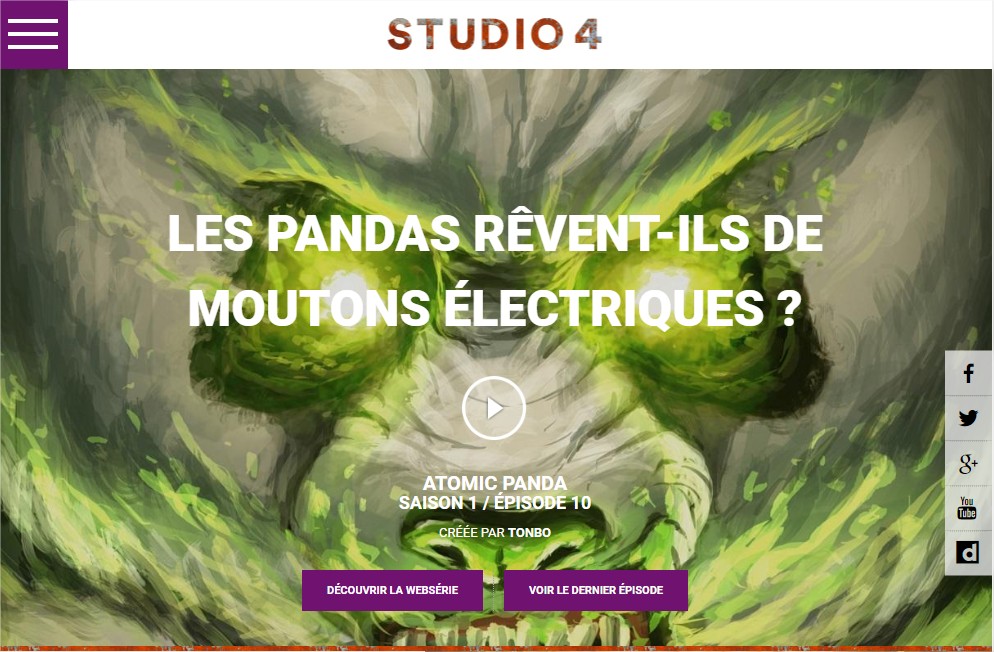 STUDIO 4
LES PANDAS RÊVENT-ILS DE
MOUTONS ÉLECTRIQUES ?
ATOMIC PANDA
SAISON 1 / ÉPISODE 10
CRÉÉE PAR TONBO
DÉCOUVRIR LA WEBSÉRIE
VOIR LE DERNIER ÉPISODE
f
g+
You
Tube
d